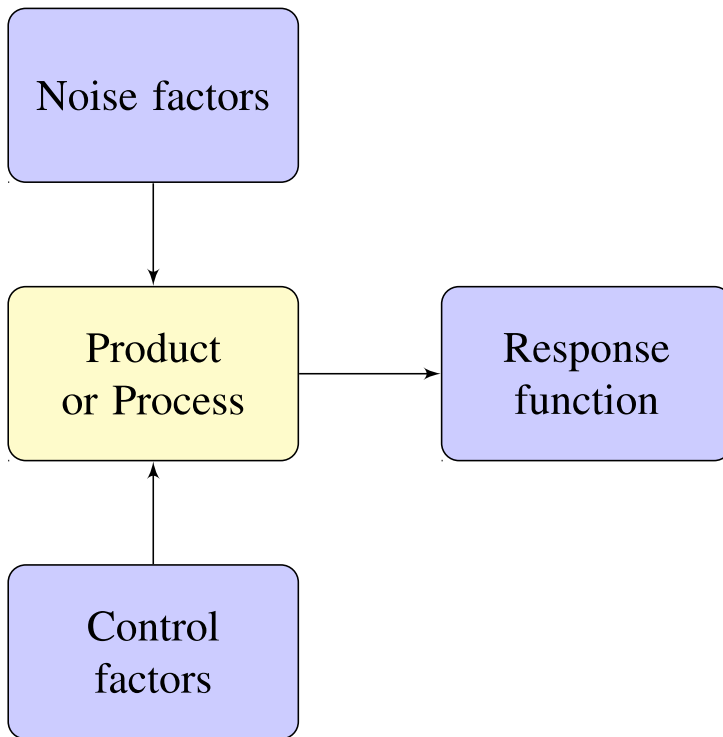 Noise factors
Product
or Process
Response
function
Control
factors